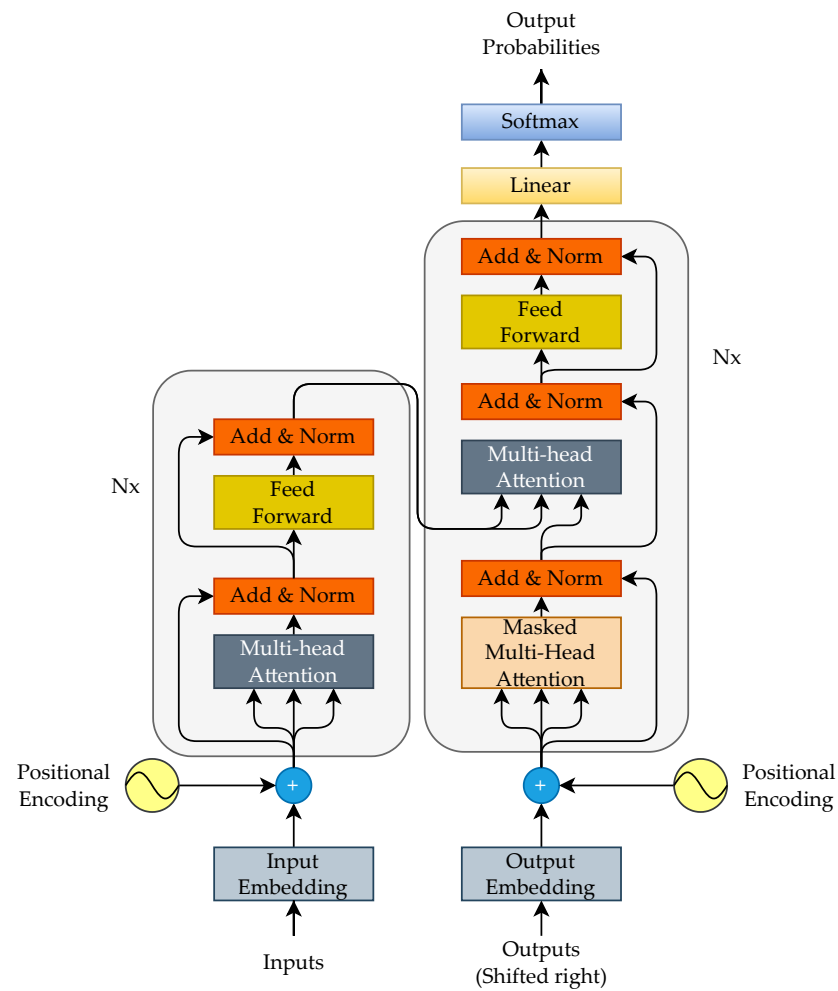 Output
Probabilities
Softmax
Linear
Add & Norm
Feed
Forward
Nx
Add & Norm
Multi-head
Attention
Add & Norm
Masked
Multi-Head
Attention
Add & Norm
Feed
Forward
Nx
Add & Norm
Multi-head
Attention
Positional
Encoding
+
+
Positional
Encoding
Input
Embedding
Output
Embedding
Inputs
Outputs
(Shifted right)